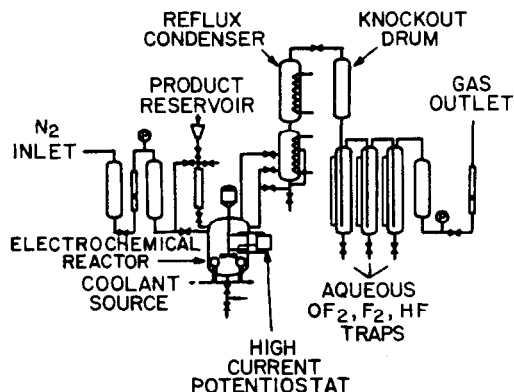 REFLUX
CONDENSER
KNOCKOUT
DRUM
PRODUCT
RESERVOIR
GAS
OUTLET
N2
INLET
P
P
ELECTROCHEMICAL
REACTOR
COOLANT
SOURCE
HIGH
CURRENT
POTENTIOSTAT
AQUEOUS
OF2, F2, HF
TRAPS